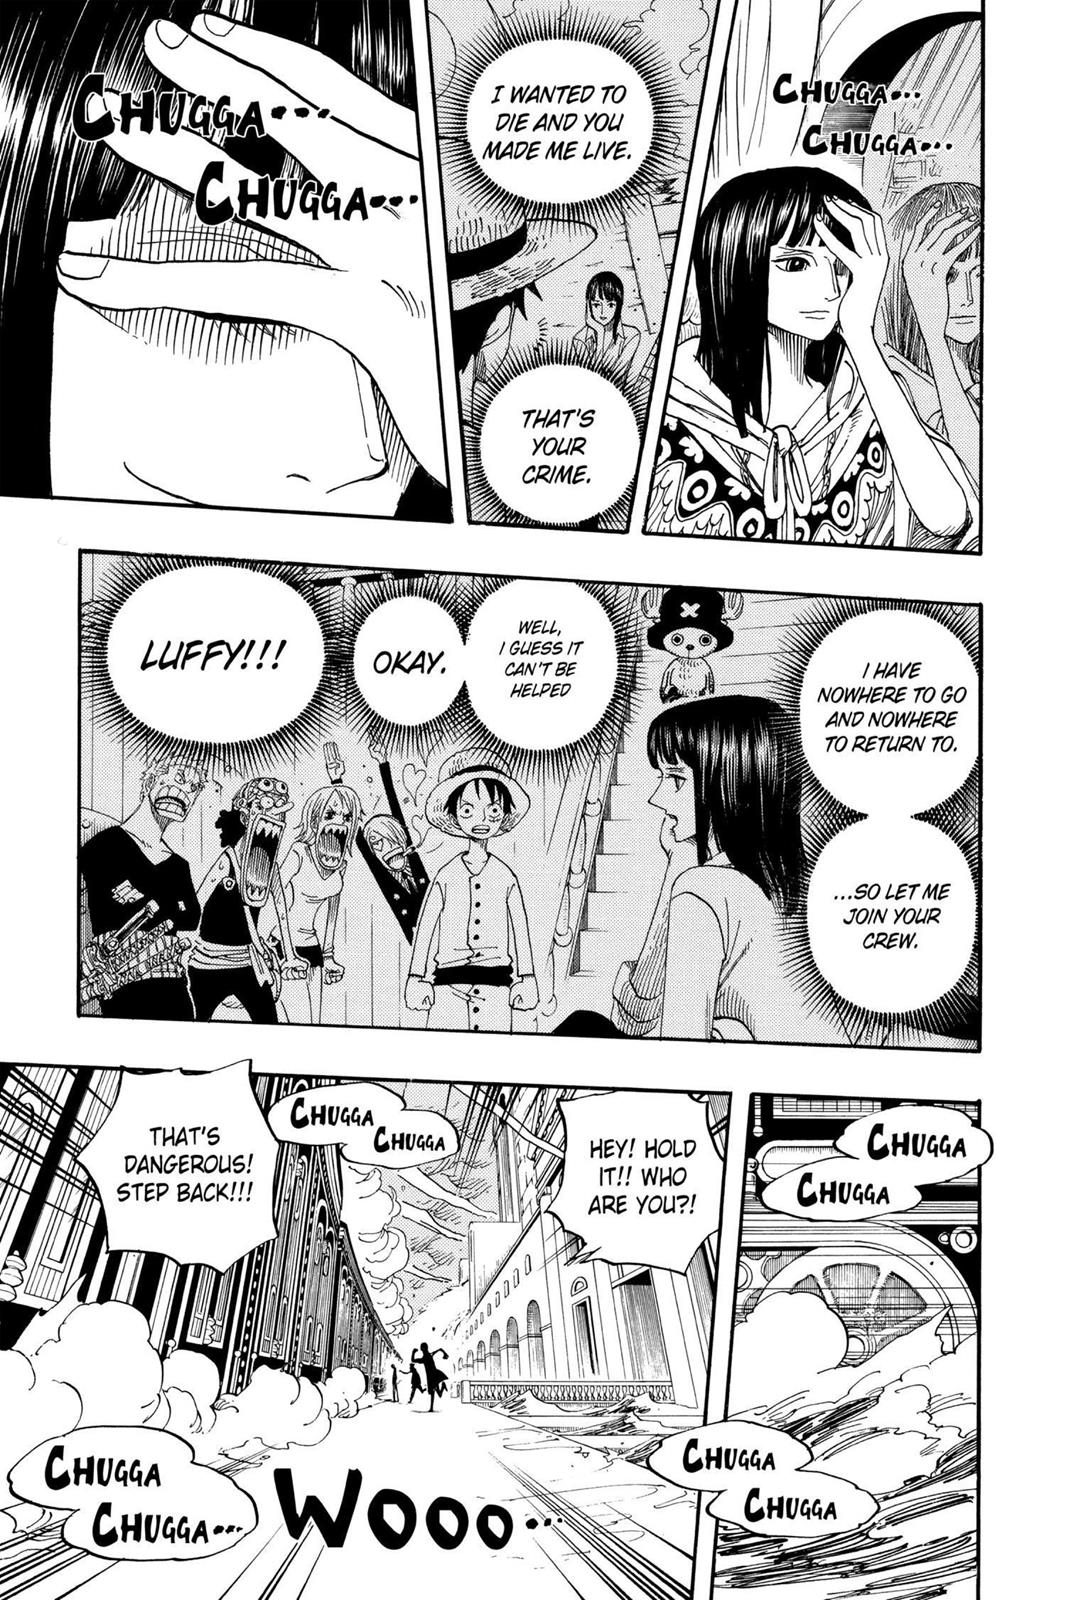 CHUGGA...
CHUGGA...
I WANTED TO
DIE AND YOU
MADE ME LIVE.
THAT'S
YOUR
CRIME.
CHUGGA...
CHUGGA...
I HAVE
NOWHERE TO GO
AND NOWHERE
TO RETURN TO.
...SO LET ME
JOIN YOUR
CREW.
WELL,
I GUESS IT
CAN'T BE
HELPED
OKAY.
LUFFY!!!
CHUGGA
CHUGGA
CHUGGA
CHUGGA
HEY! HOLD
IT!! WHO
ARE YOU?!
CHUGGA
CHUGGA
THAT'S
DANGEROUS!
STEP BACK!!!
WOOO...
CHUGGA
CHUGGA...